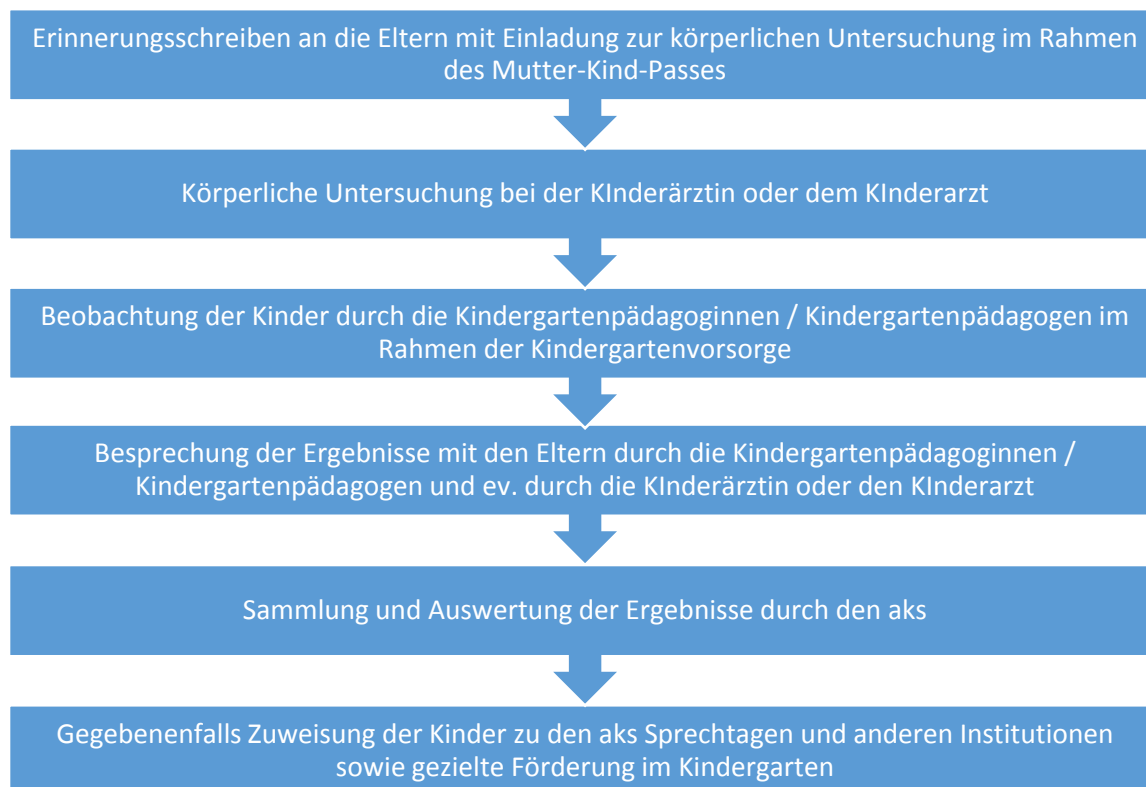 Erinnerungsschreiben an die Eltern mit Einladung zur körperlichen Untersuchung im Rahmen
des Mutter-Kind-Passes
Körperliche Untersuchung bei der KInderärztin oder dem KInderarzt
Beobachtung der Kinder durch die Kindergartenpädagoginnen / Kindergartenpädagogen im
Rahmen der Kindergartenvorsorge
Besprechung der Ergebnisse mit den Eltern durch die Kindergartenpädagoginnen /
Kindergartenpädagogen und ev. durch die KInderärztin oder den KInderarzt
Sammlung und Auswertung der Ergebnisse durch den aks
Gegebenenfalls Zuweisung der Kinder zu den aks Sprechtagen und anderen Institutionen
sowie gezielte Förderung im Kindergarten